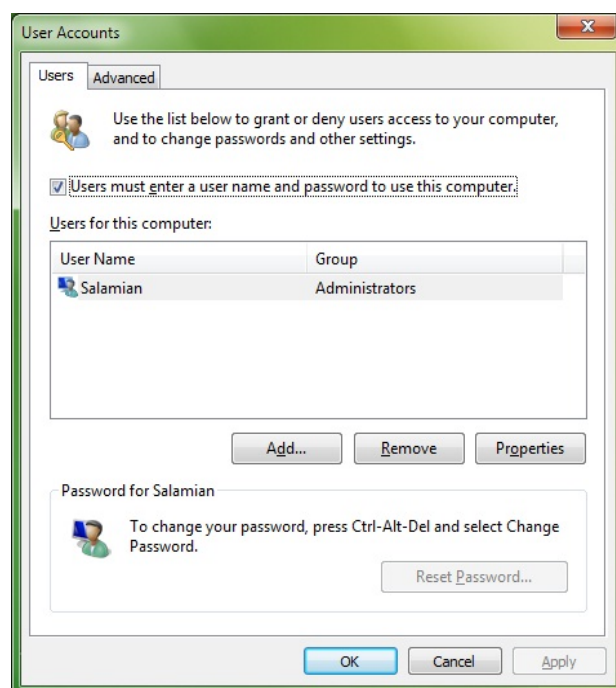 User Accounts
Users
Advanced
Use the list below to grant or deny users access to your computer,
and to change passwords and other settings.
Users must enter a user name and password to use this computer.
Users for this computer:
User Name Group
Salamian Administrators
Add... Remove Properties
Password for Salamian
To change your password, press Ctrl-Alt-Del and select Change
Password.
Reset Password...
OK Cancel Apply